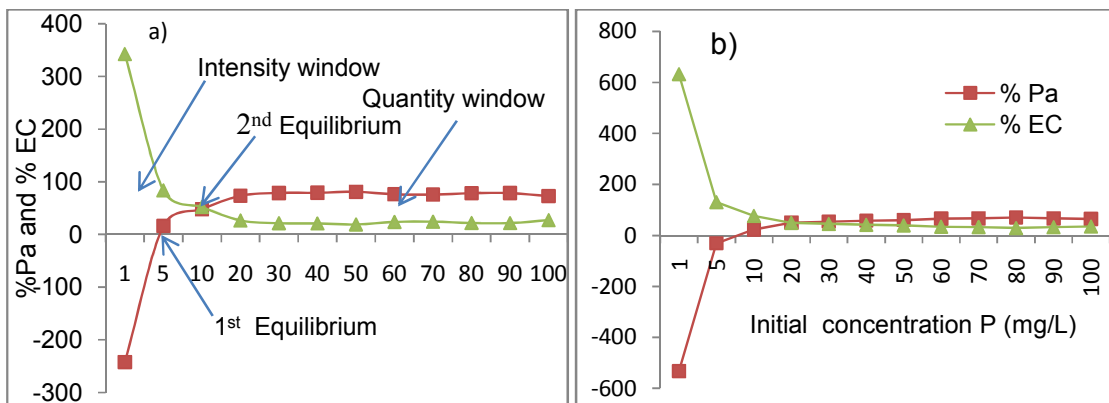 a)
400
300
200
100
0
-100
-200
-300
%Pa and % EC
Intensity window
Quantity window
2nd Equilibrium
1st Equilibrium
1 5 10 20 30 40 50 60 70 80 90 100
b)
800
600
400
200
0
-200
-400
-600
% Pa
% EC
1 5 10 20 30 40 50 60 70 80 90 100
Initial concentration P (mg/L)